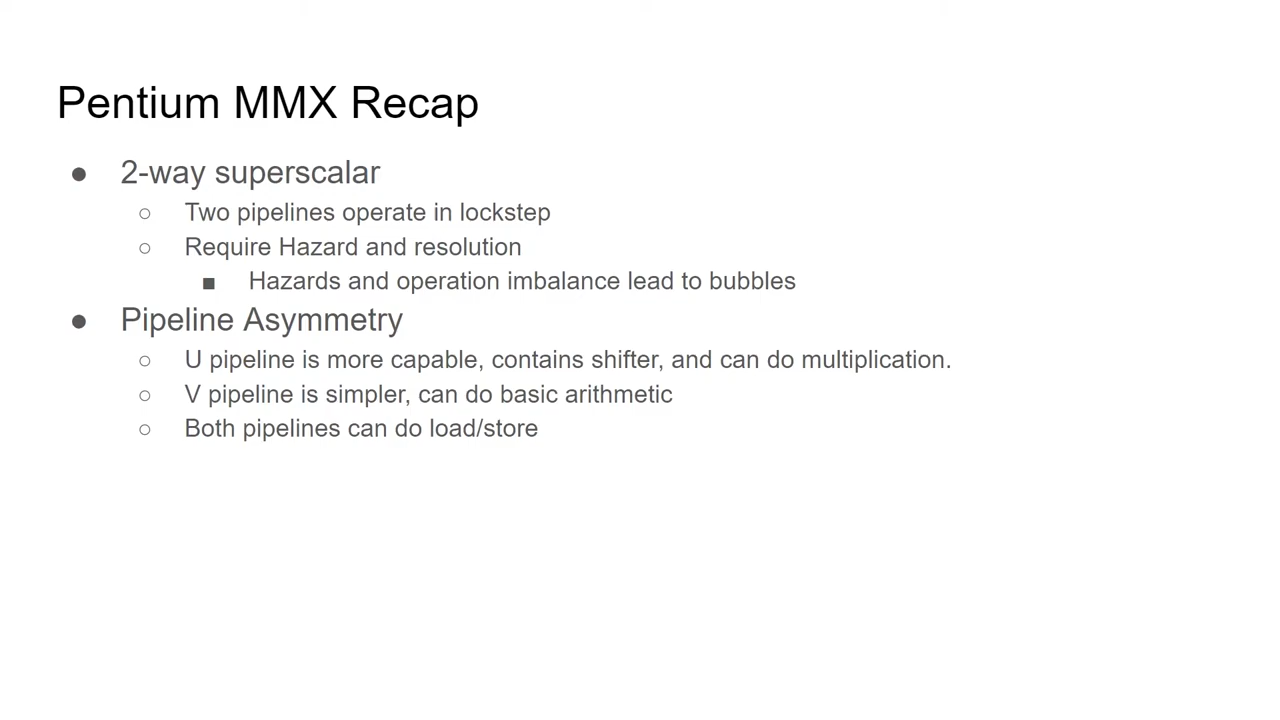 Pentium MMX Recap
● 2-way superscalar
○ Two pipelines operate in lockstep
○ Require Hazard and resolution
■ Hazards and operation imbalance lead to bubbles
● Pipeline Asymmetry
○ U pipeline is more capable, contains shifter, and can do multiplication.
○ V pipeline is simpler, can do basic arithmetic
○ Both pipelines can do load/store